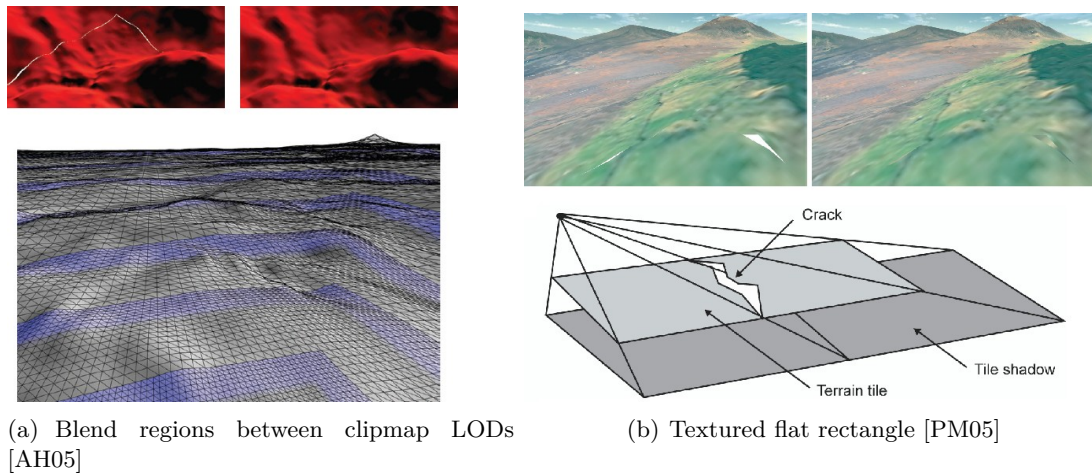 Crack
Tile shadow
Terrain tile
(a) Blend regions between clipmap LODs
[AH05]
(b) Textured flat rectangle [PM05]